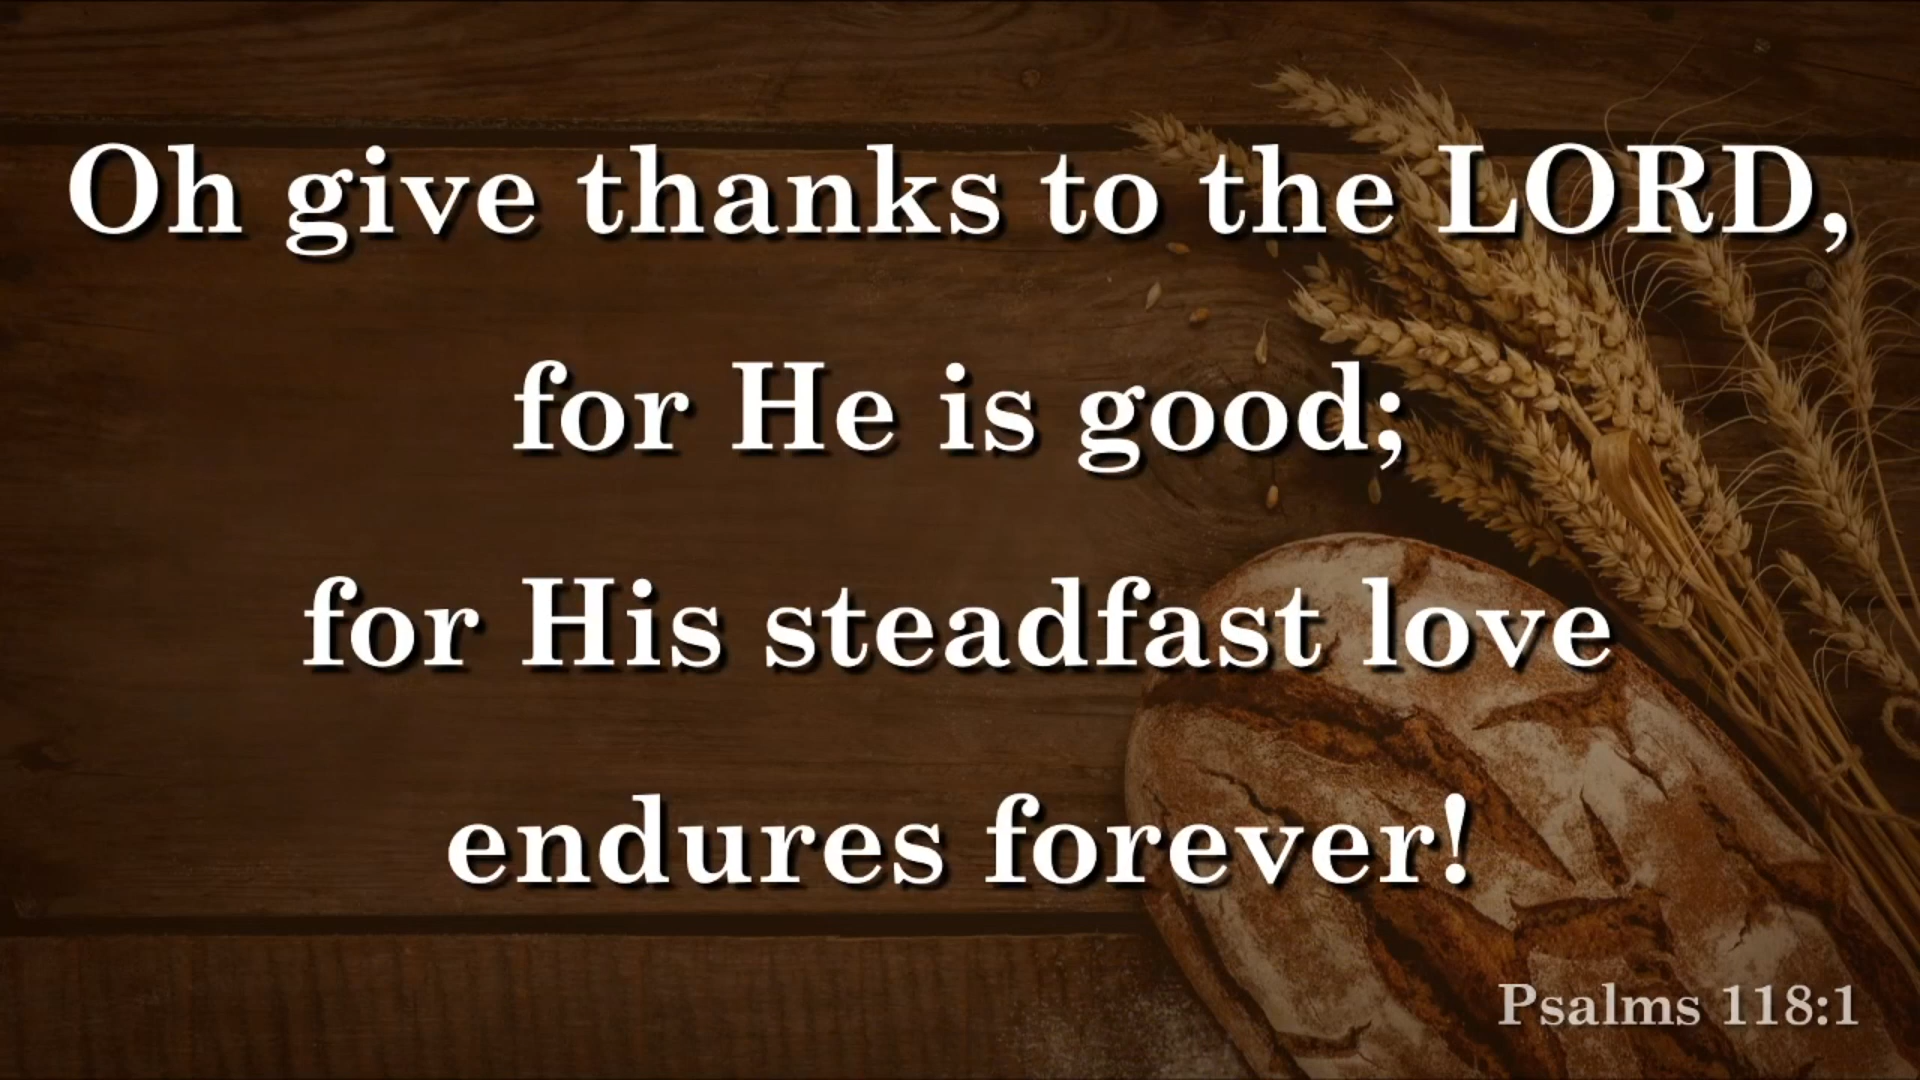 Oh give thanks to the LORD,
for He is good;
for His steadfast love
endures forever!
Psalms 118:1